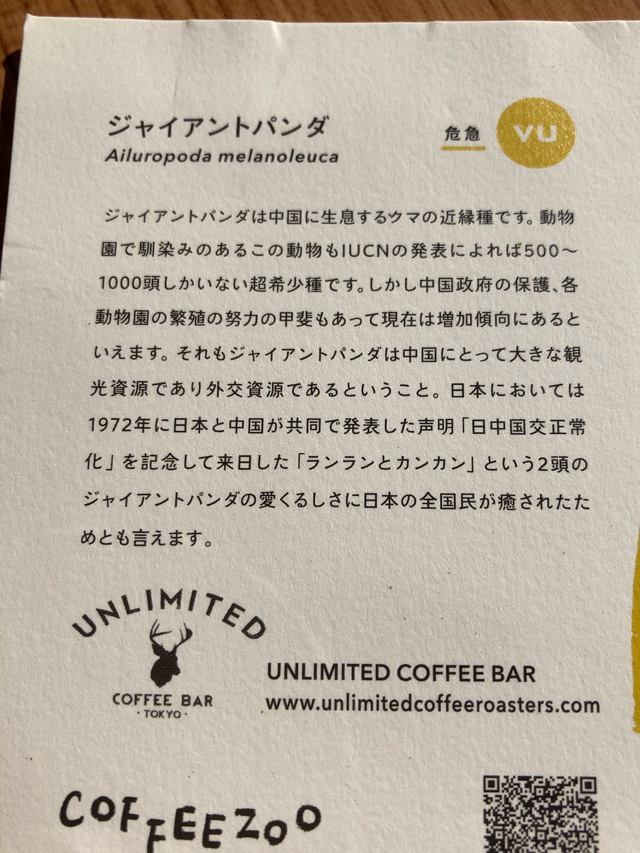 ジャイアントパンダ
Ailuropoda melanoleuca
危急 VU
ジャイアントパンダは中国に生息するクマの近縁種です。動物
園で馴染みのあるこの動物もIUCNの発表によれば500〜
1000頭しかいない超希少種です。しかし中国政府の保護、各
動物園の繁殖の努力の甲斐もあって現在は増加傾向にあると
いえます。それもジャイアントパンダは中国にとって大きな観
光資源であり外交資源であるということ。日本においては
1972年に日本と中国が共同で発表した声明「日中国交正常
化」を記念して来日した「ランランとカンカン」という2頭の
ジャイアントパンダの愛くるしさに日本の全国民が癒されたた
めとも言えます。
UNLIMITED
COFFEE BAR
・TOKYO・
UNLIMITED COFFEE BAR
www.unlimitedcoffeeroasters.com
COFFEEZOO